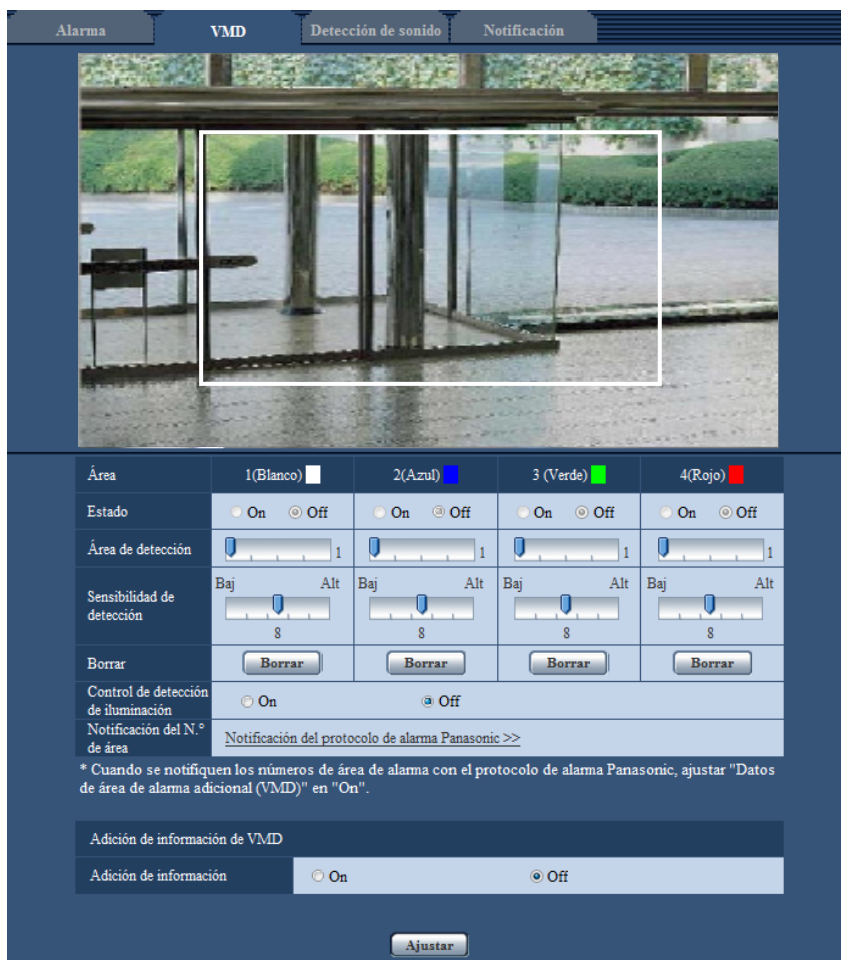 Alarma VMD Detección de sonido Notificación
Área 1(Blanco) 2(Azul) 3 (Verde) 4(Rojo)
Estado On Off On Off On Off On Off
Área de detección 1 1 1 1
Baj Alt Baj Alt Baj Alt Baj Alt
Sensibilidad de
detección
8 8 8 8
Borrar Borrar Borrar Borrar Borrar
Control de detección
de iluminación
On Off
Notificación del N.°
de área
Notificación del protocolo de alarma Panasonic >>
* Cuando se notifiquen los números de área de alarma con el protocolo de alarma Panasonic, ajustar "Datos
de área de alarma adicional (VMD)" en "On".
Adición de información de VMD
Adición de información On Off
Ajustar